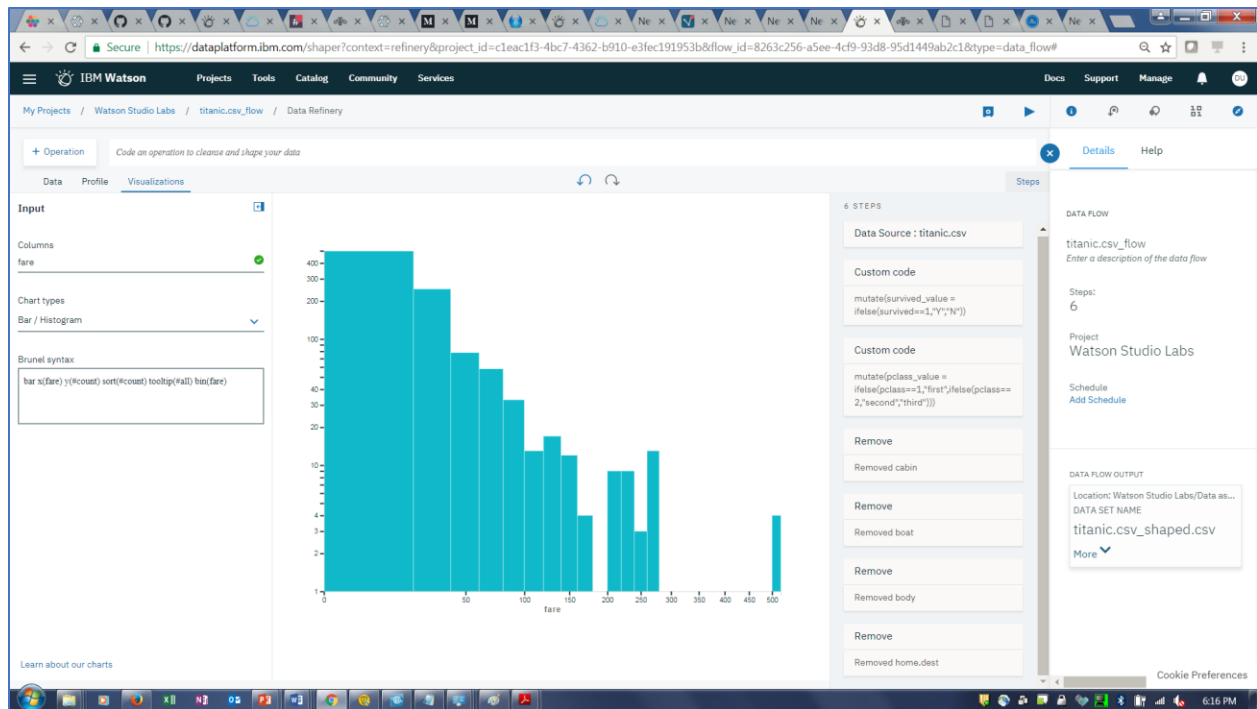 Ne
M
M
Ne
Ne
Ne
Ne
Ne
Secure | https://dataplatform.ibm.com/shaper?context=refinery&project_id=c1eac1f3-4bc7-4362-b910-e3fec191953b&flow_id=8263c256-a5ee-4cf9-93d8-95d1449ab2c1&type=data_flow#
IBM Watson Projects Tools Catalog Community Services Docs Support Manage DU
My Projects / Watson Studio Labs / titanic.csv_flow / Data Refinery
+ Operation
Code an operation to cleanse and shape your data
Details Help
Data Profile Visualizations Steps
Input
Columns
fare
Chart types
Bar / Histogram
Brunel syntax
bar x(fare) y(#count) sort(#count) tooltip(#all) bin(fare)
Learn about our charts
400
300
200
100
40
30
20
10
4
3
2
1
0 50 100 150 200 250 300 350 400 450 500
fare
6 STEPS
Data Source : titanic.csv
Custom code
mutate(survived_value =
ifelse(survived==1,"Y","N"))
Custom code
mutate(pclass_value =
ifelse(pclass==1,"first",ifelse(pclass==
2,"second","third")))
Remove
Removed cabin
Remove
Removed boat
Remove
Removed body
Remove
Removed home.dest
DATA FLOW
titanic.csv_flow
Enter a description of the data flow
Steps:
6
Project
Watson Studio Labs
Schedule
Add Schedule
DATA FLOW OUTPUT
Location: Watson Studio Labs/Data as...
DATA SET NAME
titanic.csv_shaped.csv
More
Cookie Preferences
6:16 PM